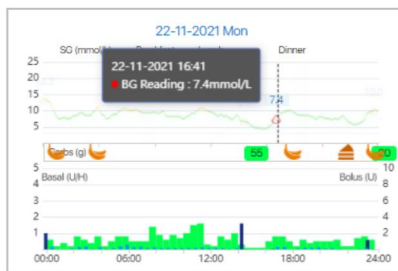 22-11-2021 Mon
SG (mmol/L) Dinner
22-11-2021 16:41
BG Reading : 7.4mmol/L
25
20
15
10
5
7.4
Carbs (g) 55 20
5 10
Basal (U/H) Bolus (U)
4 8
3 6
2 4
1 2
00:00 06:00 12:00 18:00 24:00